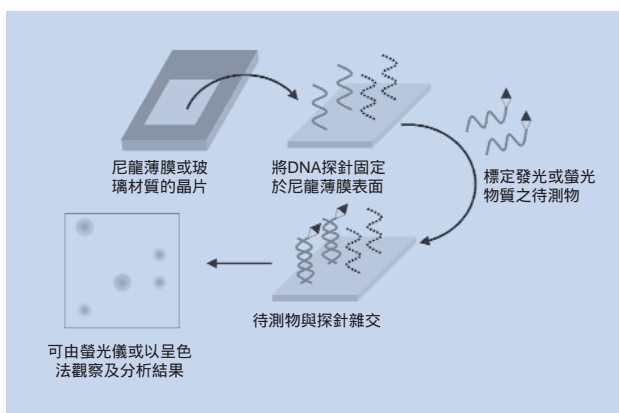 尼龍薄膜或玻
璃材質的晶片
將DNA探針固定
於尼龍薄膜表面
標定發光或螢光
物質之待測物
待測物與探針雜交
可由螢光儀或以呈色
法觀察及分析結果